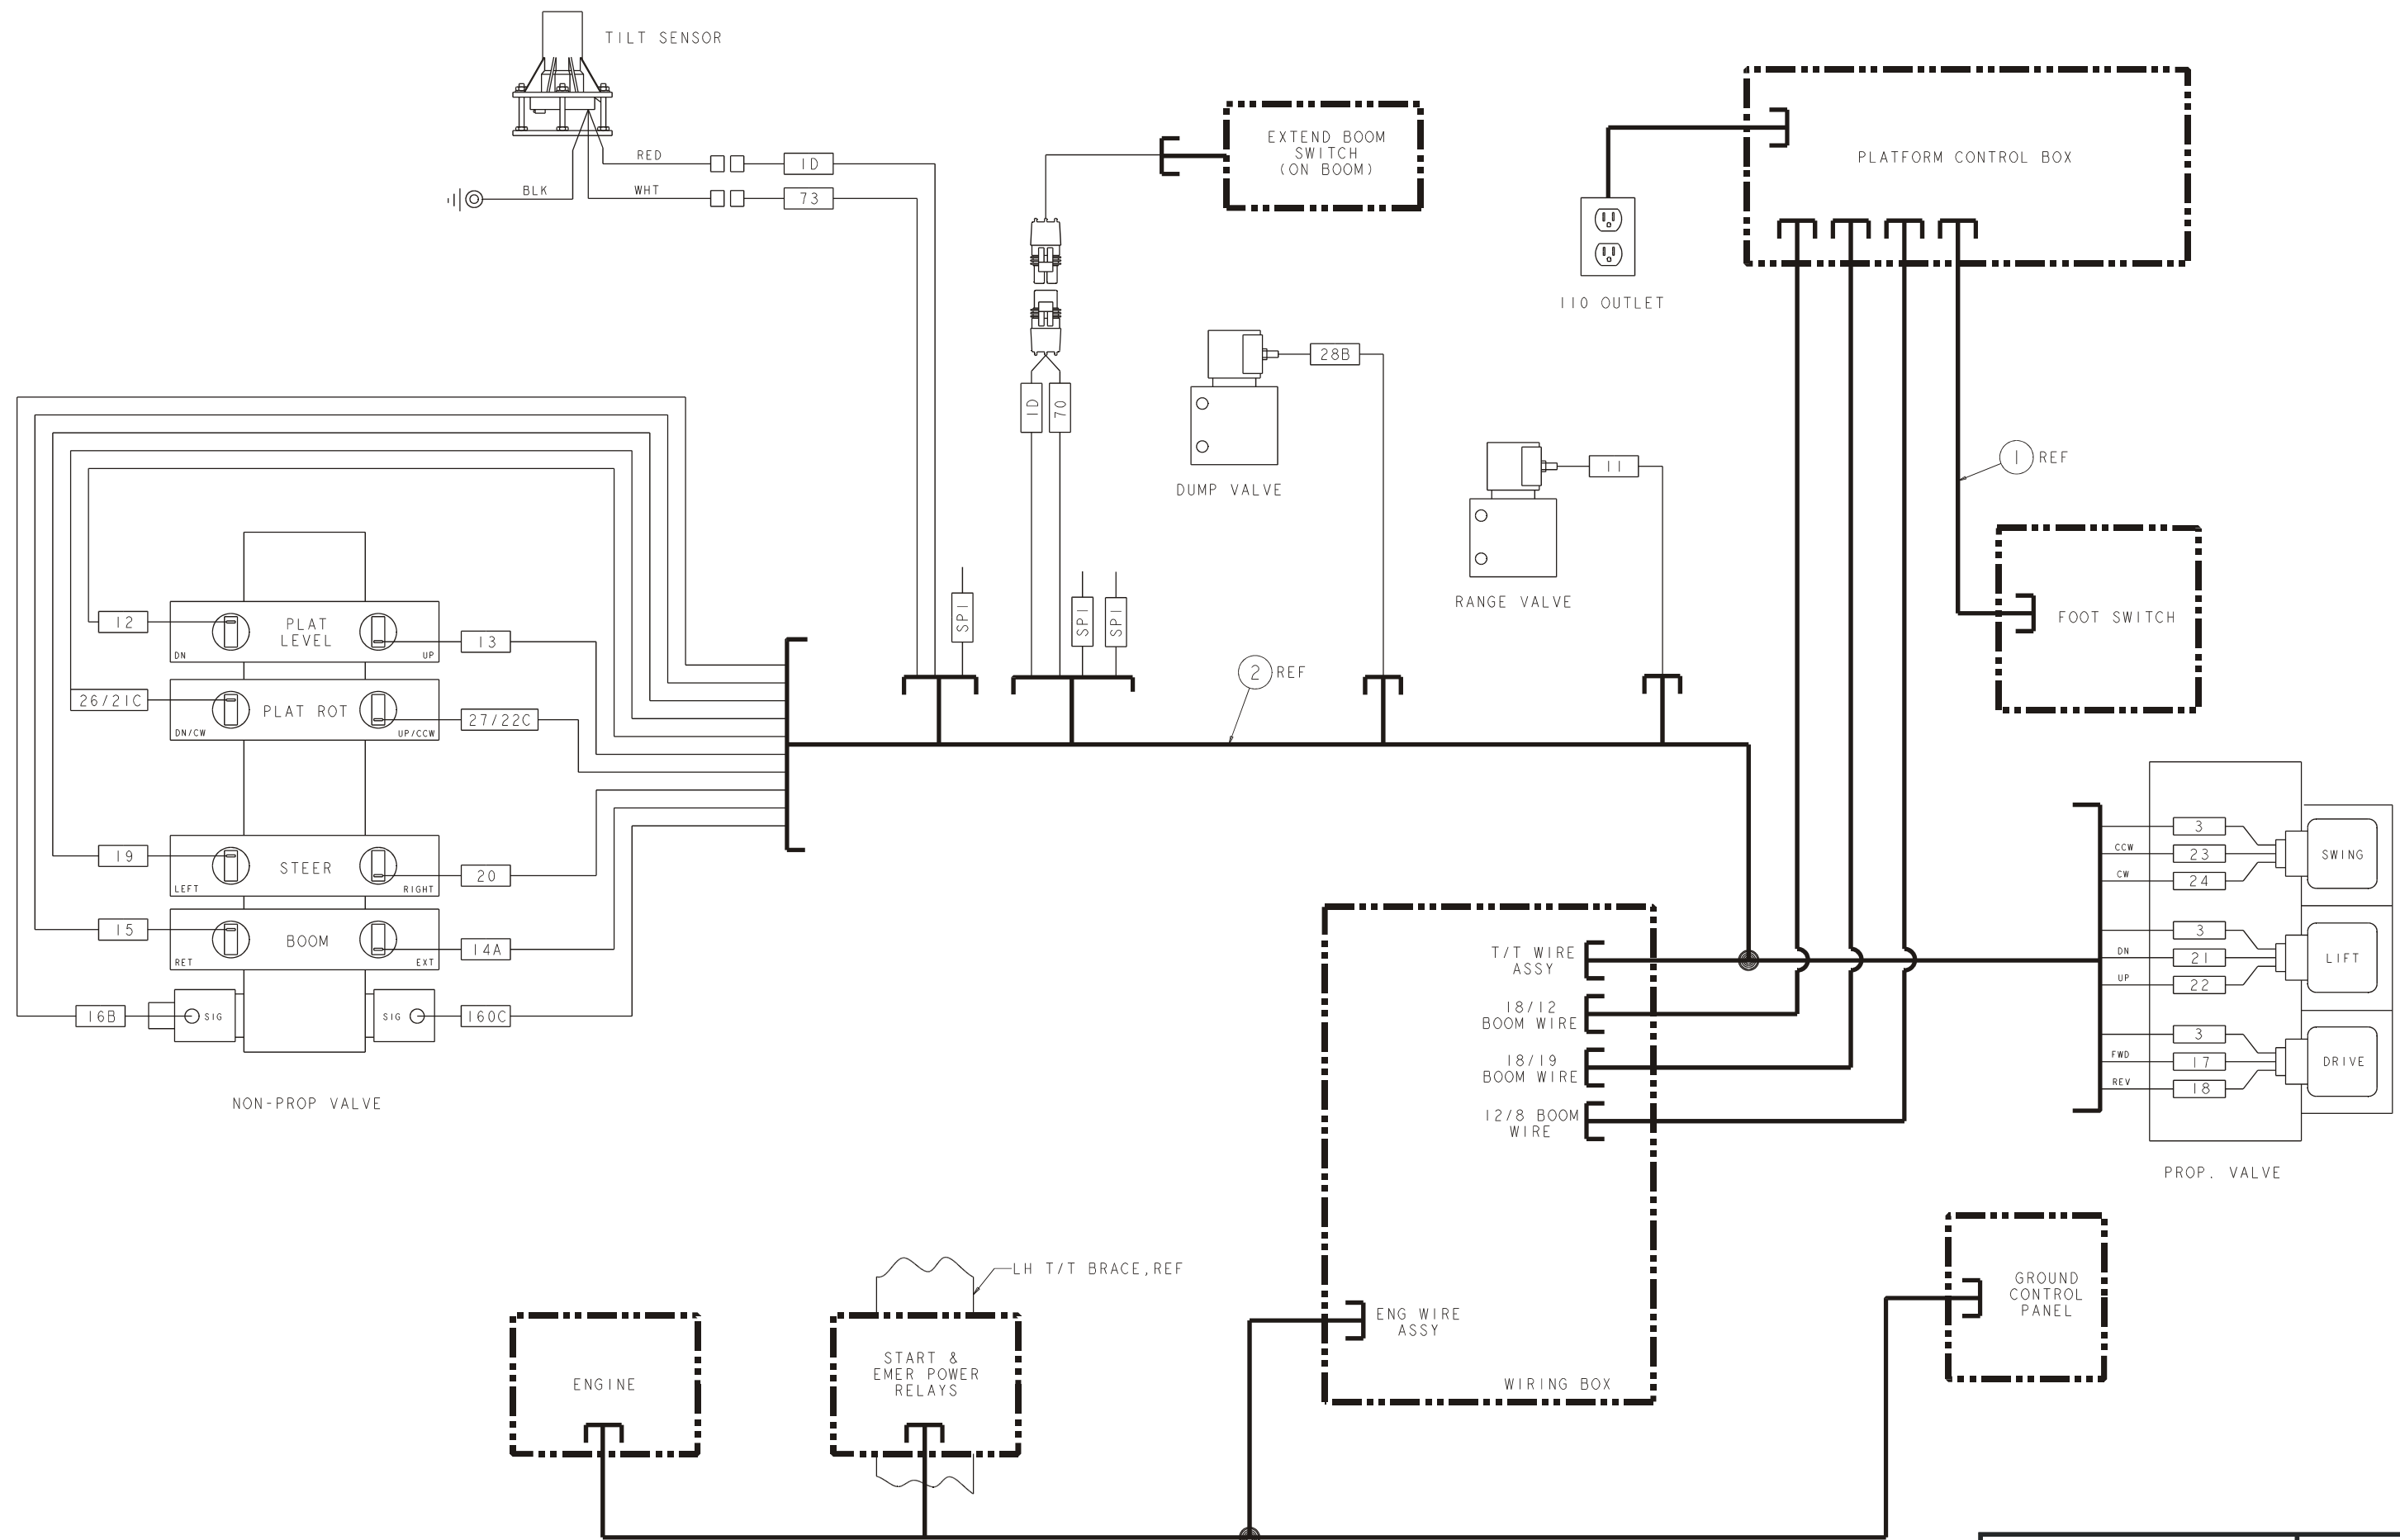 TILT SENSOR
RED
1D
BLK
WHT
73
EXTEND BOOM
SWITCH
(ON BOOM)
PLATFORM CONTROL BOX
110 OUTLET
28B
1D
70
DUMP VALVE
11
RANGE VALVE
1 REF
FOOT SWITCH
SP1
SP1
SP1
2 REF
12
PLAT
LEVEL
DN
UP
13
26/21C
PLAT ROT
DN/CW
UP/CCW
27/22C
19
STEER
LEFT
RIGHT
20
15
BOOM
RET
EXT
14A
16B
SIG
SIG
160C
NON-PROP VALVE
3
CCW
23
SWING
CW
24
3
DN
21
LIFT
UP
22
3
FWD
17
DRIVE
REV
18
PROP. VALVE
T/T WIRE
ASSY
18/12
BOOM WIRE
18/19
BOOM WIRE
12/8 BOOM
WIRE
ENG WIRE
ASSY
WIRING BOX
LH T/T BRACE,REF
ENGINE
START &
EMER POWER
RELAYS
GROUND
CONTROL
PANEL